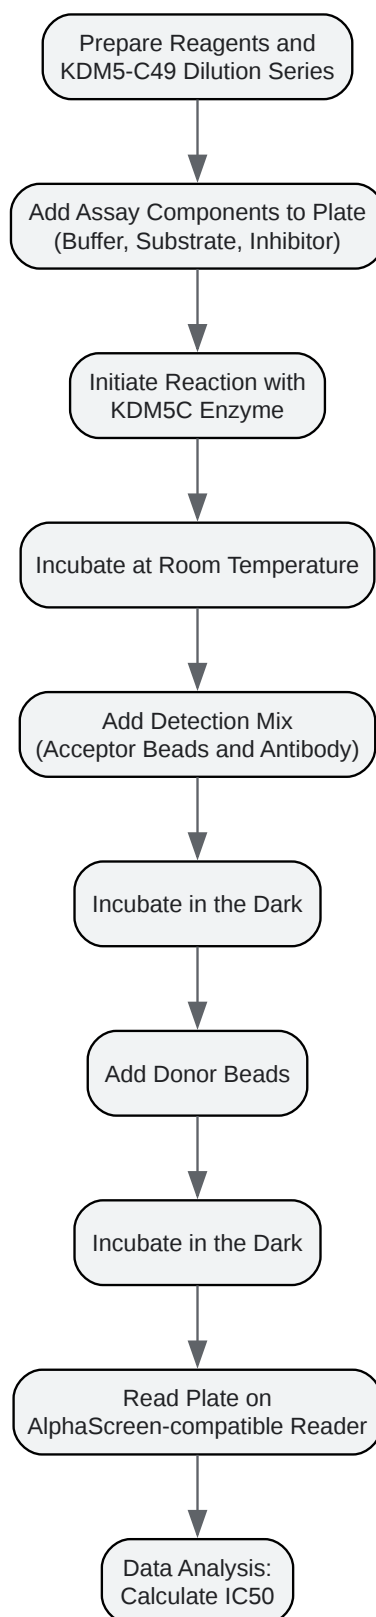 Prepare Reagents and
KDM5-C49 Dilution Series
Add Assay Components to Plate
(Buffer, Substrate, Inhibitor)
Initiate Reaction with
KDM5C Enzyme
Incubate at Room Temperature
Add Detection Mix
(Acceptor Beads and Antibody)
Incubate in the Dark
Add Donor Beads
Incubate in the Dark
Read Plate on
AlphaScreen-compatible Reader
Data Analysis:
Calculate IC50